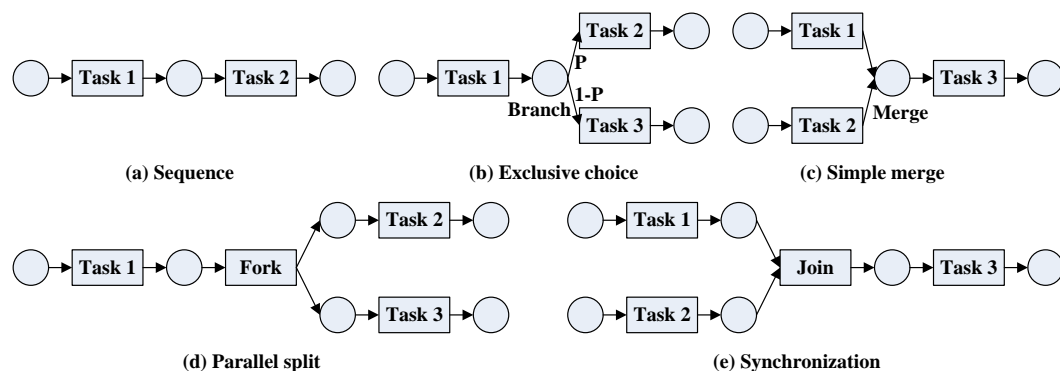 Task 1
Task 2
(a) Sequence
Task 1
Branch
P
1-P
Task 2
Task 3
(b) Exclusive choice
Task 1
Task 2
Merge
Task 3
(c) Simple merge
Task 1
Fork
Task 2
Task 3
(d) Parallel split
Task 1
Task 2
Join
Task 3
(e) Synchronization